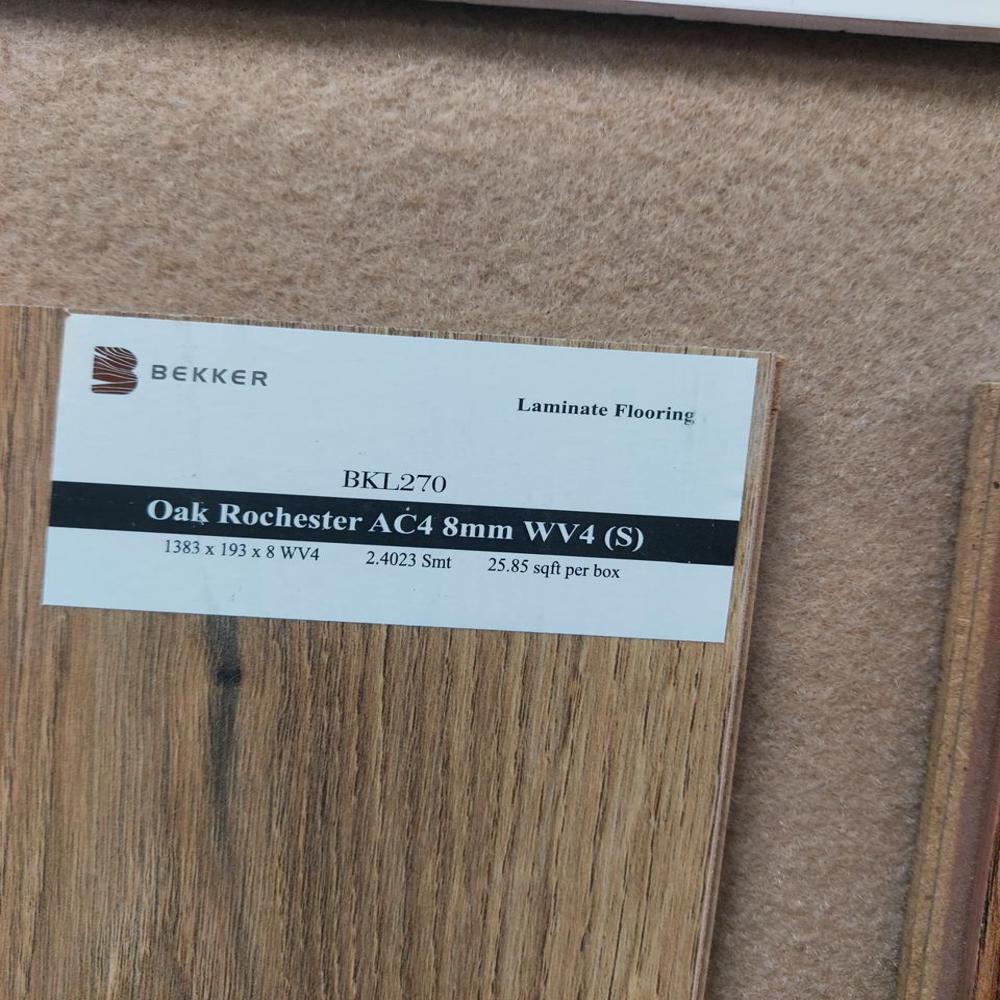 BEKKER
Laminate Flooring
BKL270
Oak Rochester AC4 8mm WV4 (S)
1383 x 193 x 8 WV4 2.4023 Smt 25.85 sqft per box